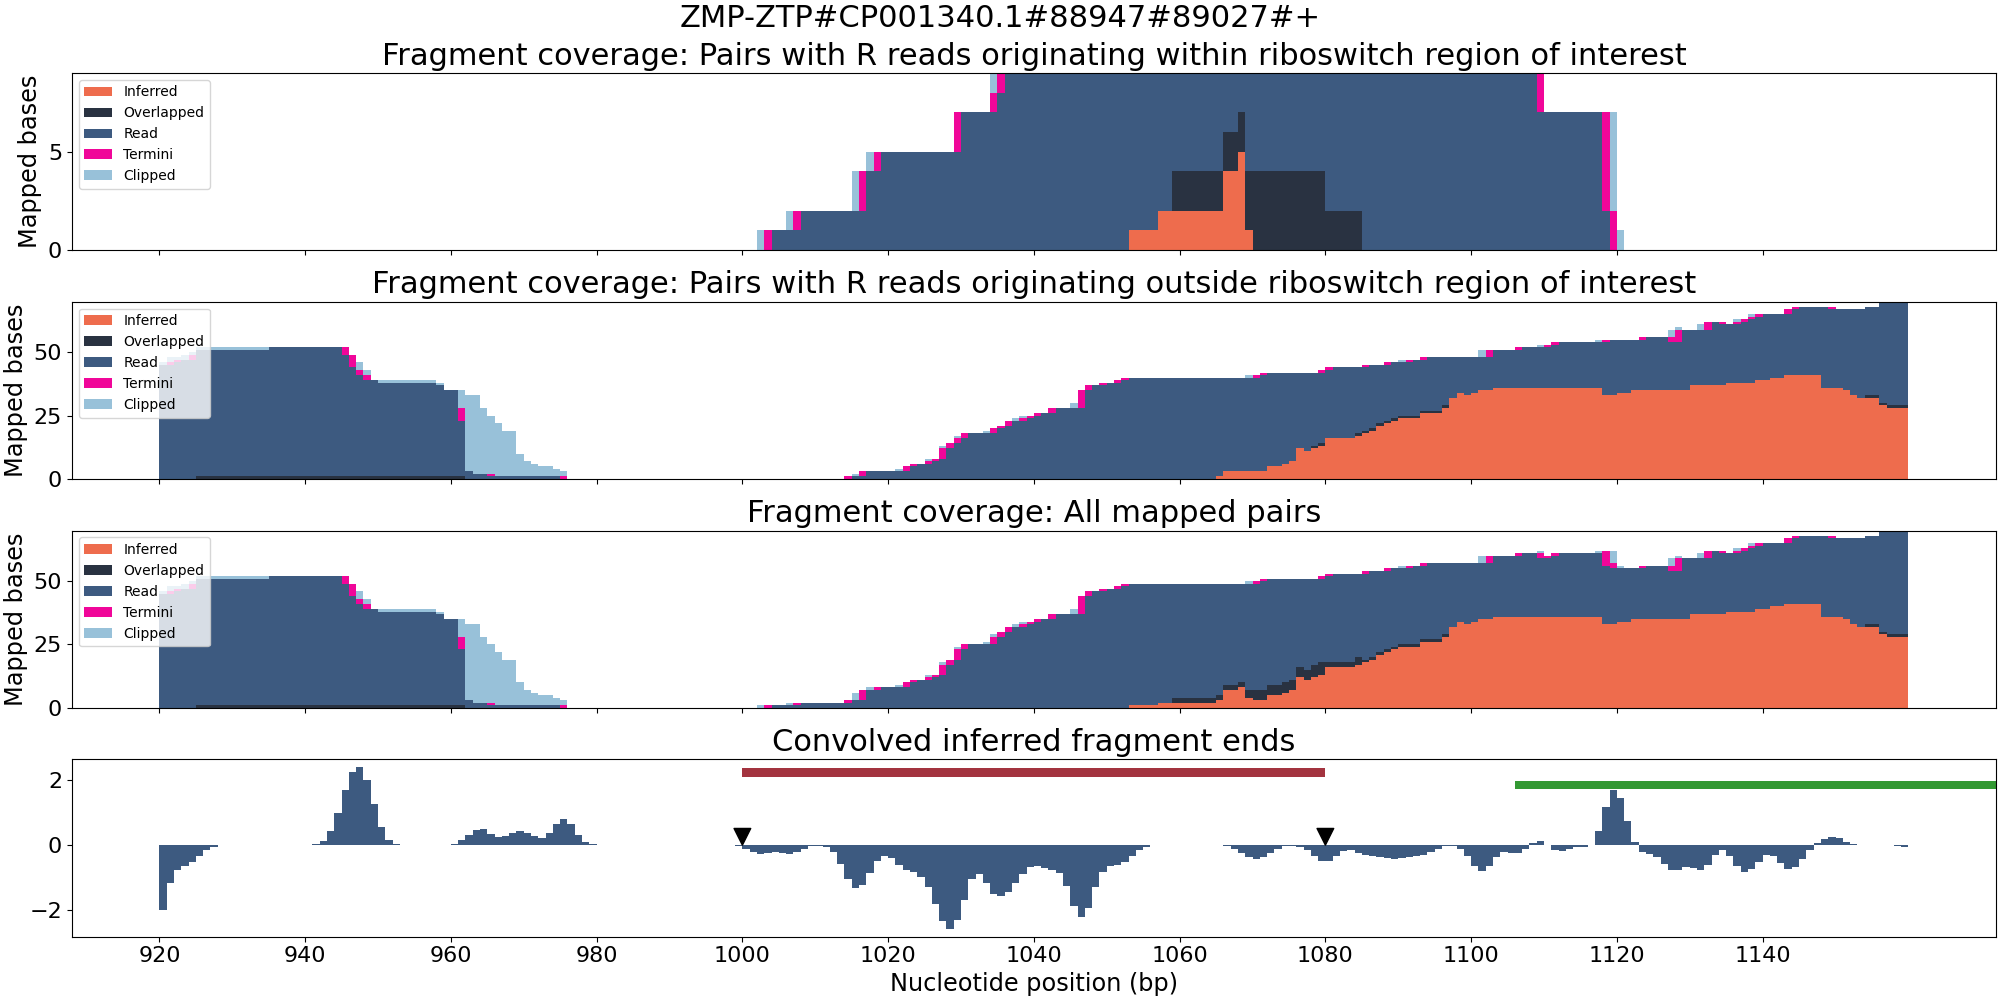 ZMP-ZTP#CP001340.1#88947#89027#+
Fragment coverage: Pairs with R reads originating within riboswitch region of interest
Mapped bases
5
0
Inferred
Overlapped
Read
Termini
Clipped
Fragment coverage: Pairs with R reads originating outside riboswitch region of interest
Mapped bases
50
25
0
Inferred
Overlapped
Read
Termini
Clipped
Fragment coverage: All mapped pairs
Mapped bases
50
25
0
Inferred
Overlapped
Read
Termini
Clipped
Convolved inferred fragment ends
2
0
−2
920 940 960 980 1000 1020 1040 1060 1080 1100 1120 1140
Nucleotide position (bp)